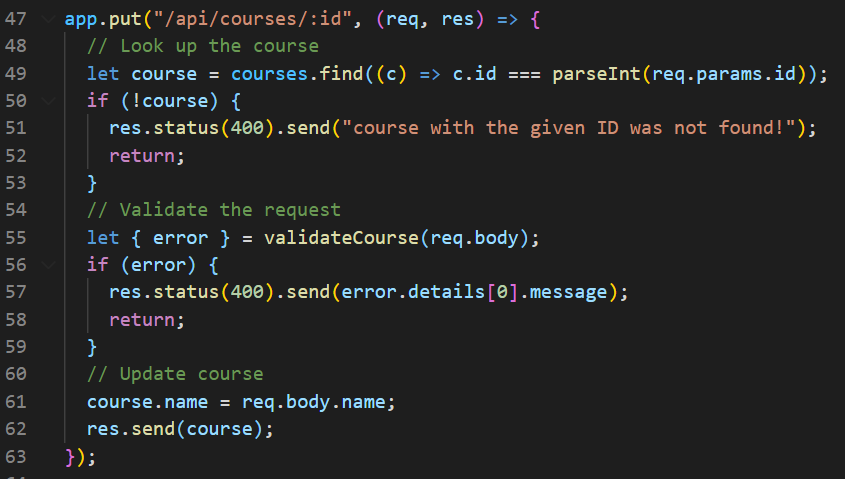 47 app.put("/api/courses/:id", (req, res) => {
48   // Look up the course
49   let course = courses.find((c) => c.id === parseInt(req.params.id));
50   if (!course) {
51     res.status(400).send("course with the given ID was not found!");
52     return;
53   }
54   // Validate the request
55   let { error } = validateCourse(req.body);
56   if (error) {
57     res.status(400).send(error.details[0].message);
58     return;
59   }
60   // Update course
61   course.name = req.body.name;
62   res.send(course);
63 });